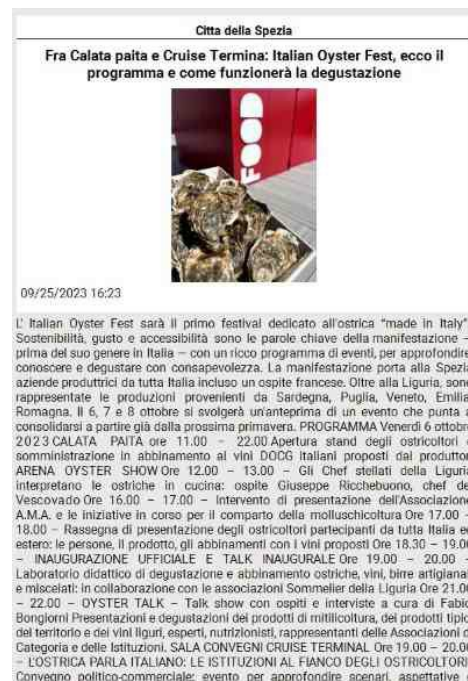 Citta della Spezia
Fra Calata paita e Cruise Termina: Italian Oyster Fest, ecco il
programma e come funzionerà la degustazione
FOOD
09/25/2023 16:23
L' Italian Oyster Fest sarà il primo festival dedicato all'ostrica "made in Italy"
Sostenibilità, gusto e accessibilità sono le parole chiave della manifestazione –
prima del suo genere in Italia – con un ricco programma di eventi, per approfondire
conoscere e degustare con consapevolezza. La manifestazione porta alla Spezia
aziende produttrici da tutta Italia incluso un ospite francese. Oltre alla Liguria, sono
rappresentate le produzioni provenienti da Sardegna, Puglia, Veneto, Emilia
Romagna. Il 6, 7 e 8 ottobre si svolgerà un'anteprima di un evento che punta a
consolidarsi a partire già dalla prossima primavera. PROGRAMMA Venerdì 6 ottobre
2023 CALATA PAITA ore 11.00 – 22.00 Apertura stand degli ostricoltori e
somministrazione in abbinamento ai vini DOCG italiani proposti dai produttori
ARENA OYSTER SHOW Ore 12.00 – 13.00 – Gli Chef stellati della Liguria
interpretano le ostriche in cucina: ospite Giuseppe Ricchebuono, chef del
Vescovado Ore 16.00 – 17.00 – Intervento di presentazione dell'Associazione
A.M.A. e le iniziative in corso per il comparto della molluschicoltura Ore 17.00 –
18.00 – Rassegna di presentazione degli ostricoltori partecipanti da tutta Italia ed
estero: le persone, il prodotto, gli abbinamenti con i vini proposti Ore 18.30 – 19.00
– INAUGURAZIONE UFFICIALE E TALK INAUGURALE Ore 19.00 – 20.00 –
Laboratorio didattico di degustazione e abbinamento ostriche, vini, birre artigianali
e miscelati: in collaborazione con le associazioni Sommelier della Liguria Ore 21.00
– 22.00 – OYSTER TALK – Talk show con ospiti e interviste a cura di Fabio
Bongiorni Presentazioni e degustazioni dei prodotti di mitilicoltura, dei prodotti tipici
del territorio e dei vini liguri, esperti, nutrizionisti, rappresentanti delle Associazioni di
Categoria e delle Istituzioni. SALA CONVEGNI CRUISE TERMINAL Ore 19.00 – 20.00
– L'OSTRICA PARLA ITALIANO: LE ISTITUZIONI AL FIANCO DEGLI OSTRICOLTORI
Convegno politico-commerciale: evento per approfondire scenari, aspettative e